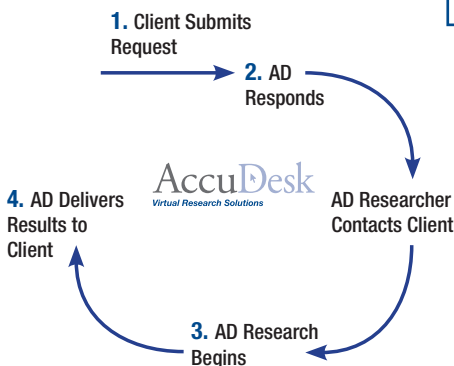 1. Client Submits
Request
2. AD
Responds
AccuDesk
Virtual Research Solutions
AD Researcher
Contacts Client
3. AD Research
Begins
4. AD Delivers
Results to
Client